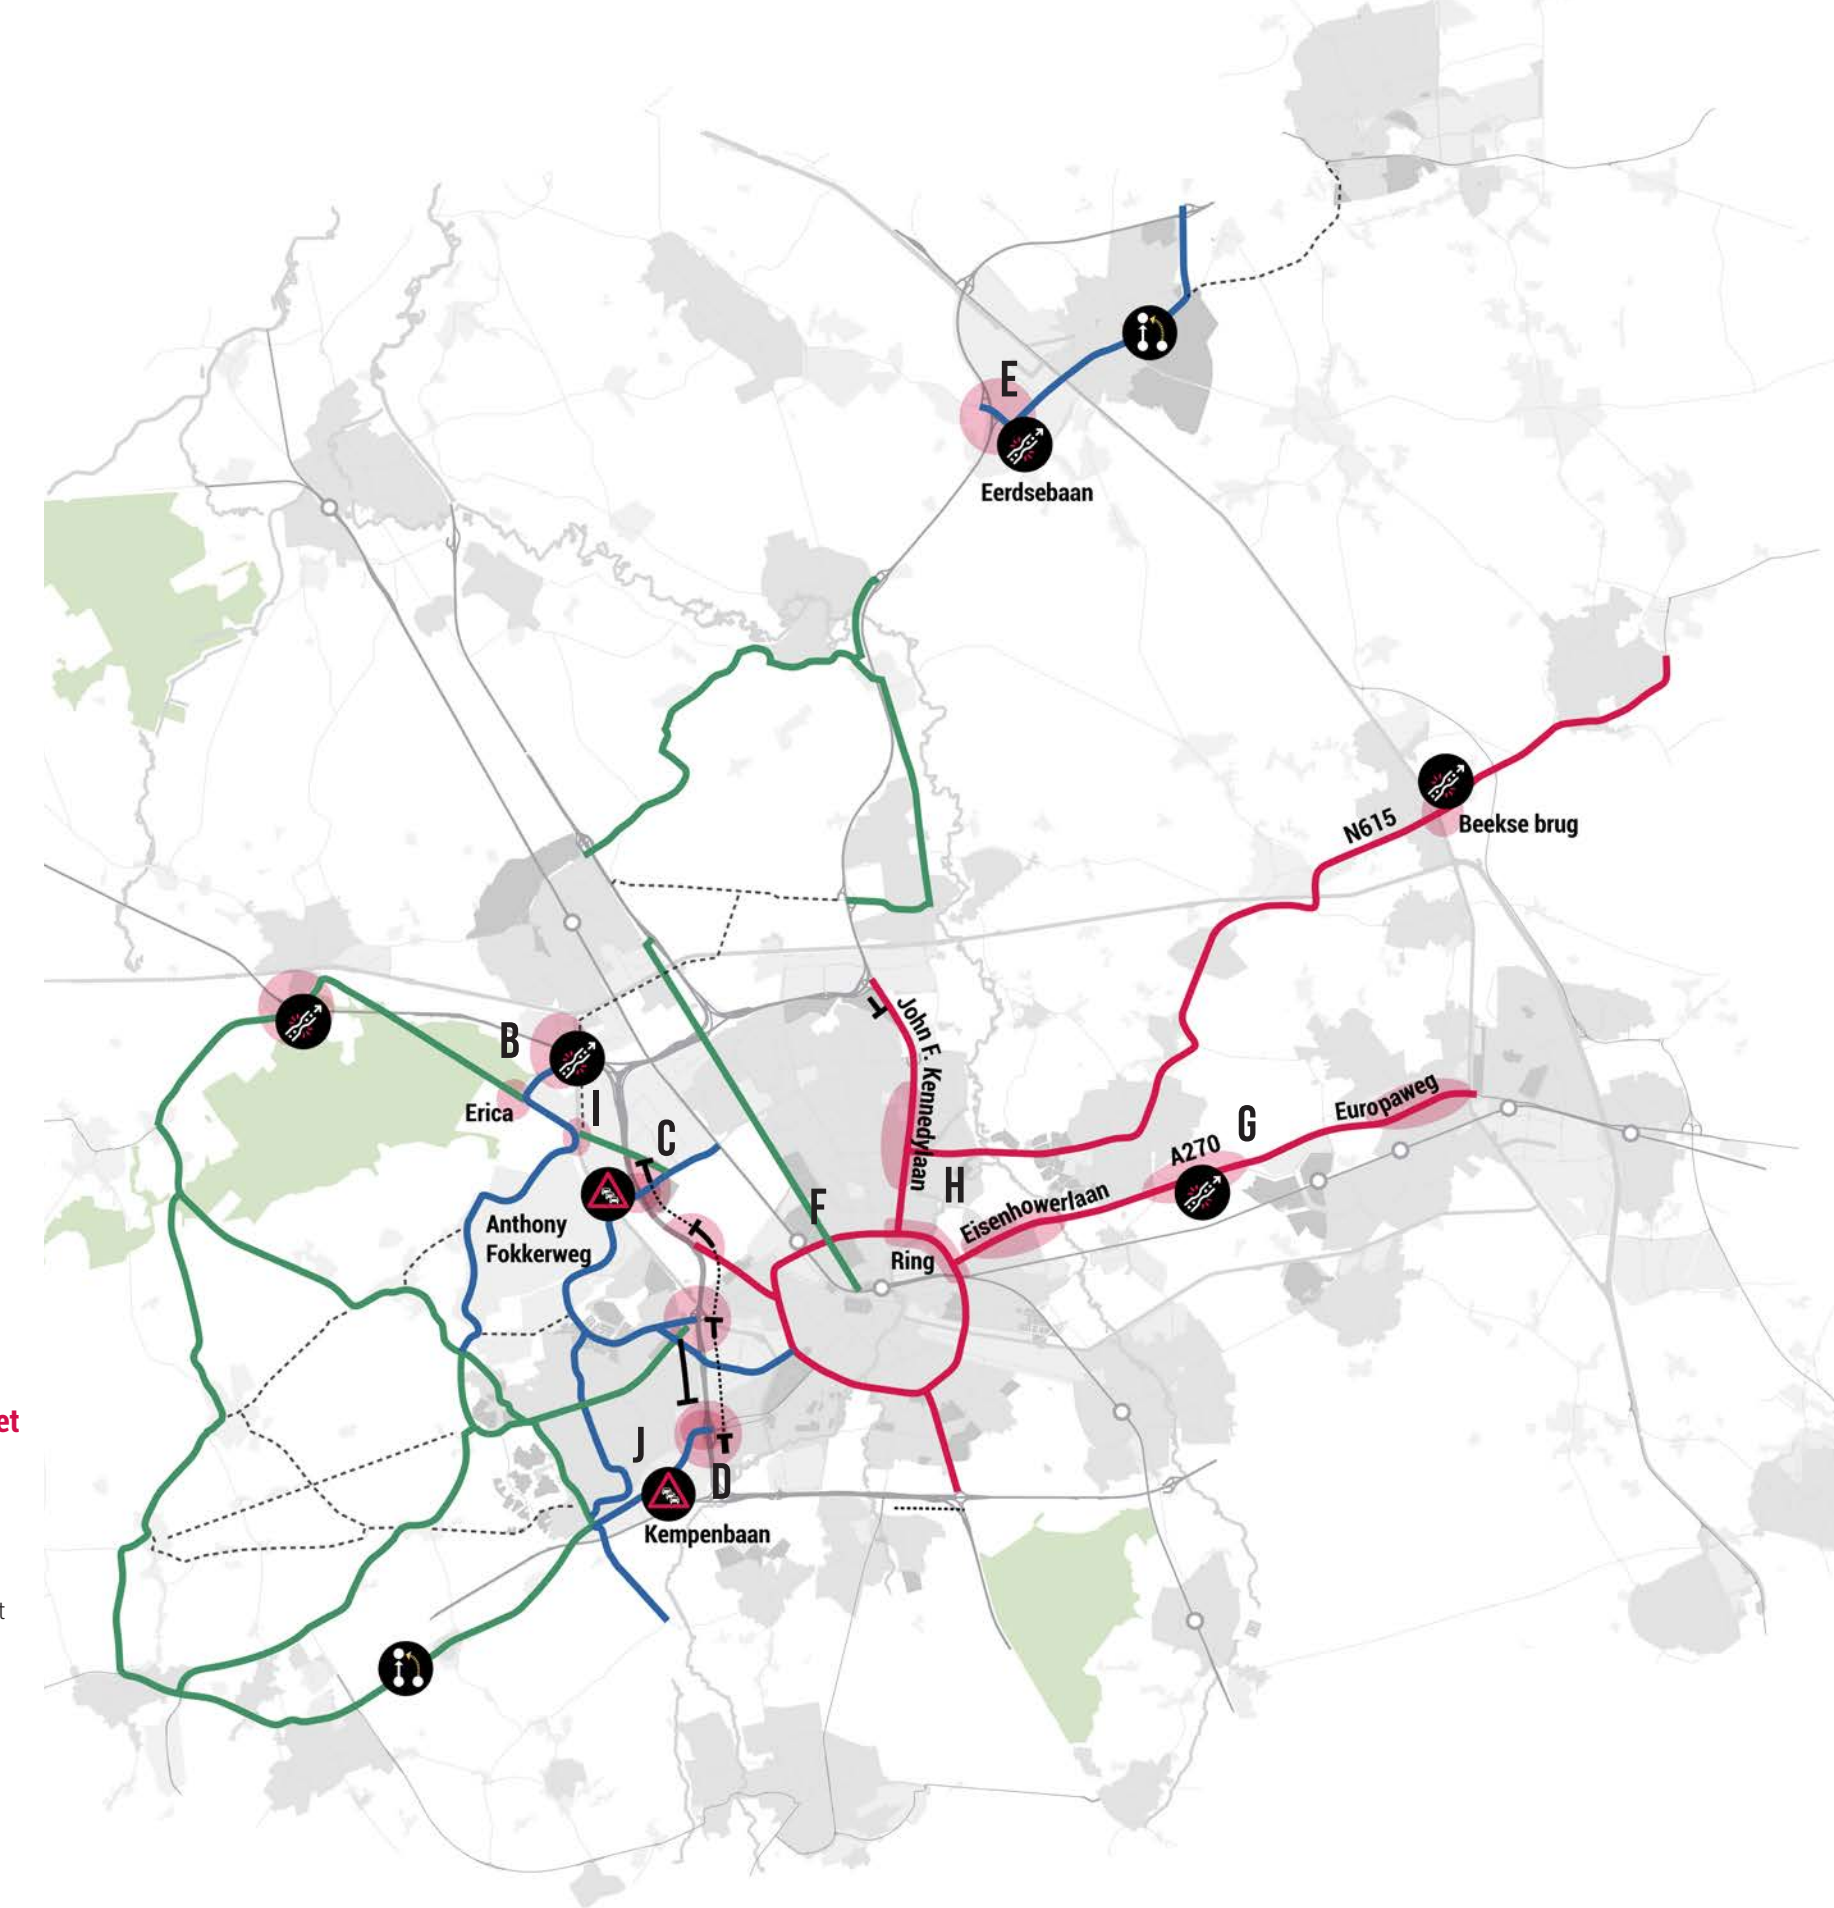 E
Eerdsebaan
N615
Beekse brug
John F. Kennedylaan
B
Erica
I
C
Europaweg
G
A270
H
F
Eisenhowerlaan
Anthony
Fokkerweg
Ring
et
J
D
Kempenbaan
t